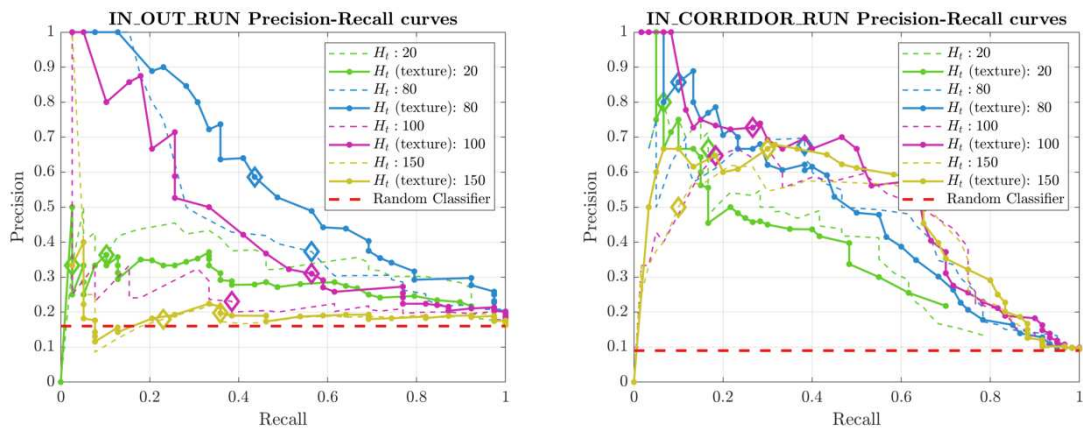 IN_OUT_RUN Precision-Recall curves
1
0.9
0.8
0.7
0.6
0.5
0.4
0.3
0.2
0.1
0
Precision
0
0.2
0.4
0.6
0.8
1
Recall
H_t : 20
H_t (texture): 20
H_t : 80
H_t (texture): 80
H_t : 100
H_t (texture): 100
H_t : 150
H_t (texture): 150
Random Classifier
IN_CORRIDOR_RUN Precision-Recall curves
1
0.9
0.8
0.7
0.6
0.5
0.4
0.3
0.2
0.1
0
Precision
0
0.2
0.4
0.6
0.8
1
Recall
H_t : 20
H_t (texture): 20
H_t : 80
H_t (texture): 80
H_t : 100
H_t (texture): 100
H_t : 150
H_t (texture): 150
Random Classifier